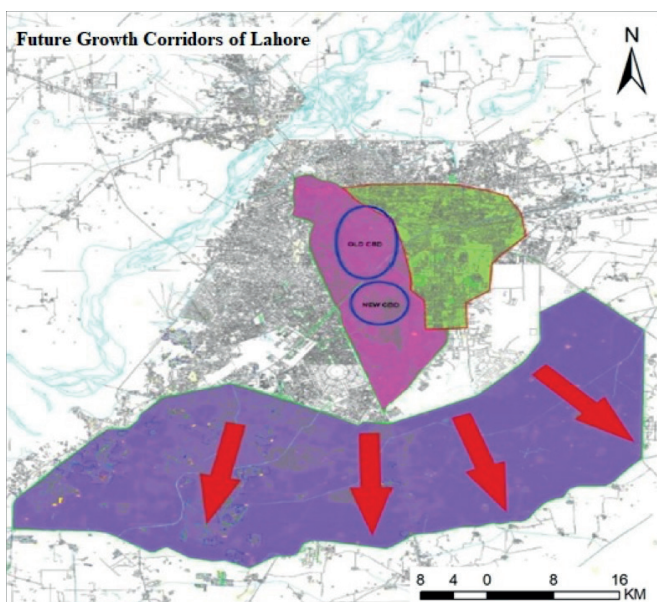 Future Growth Corridors of Lahore
N
OLD CBD
NEW CBD
8 4 0 8 16
KM